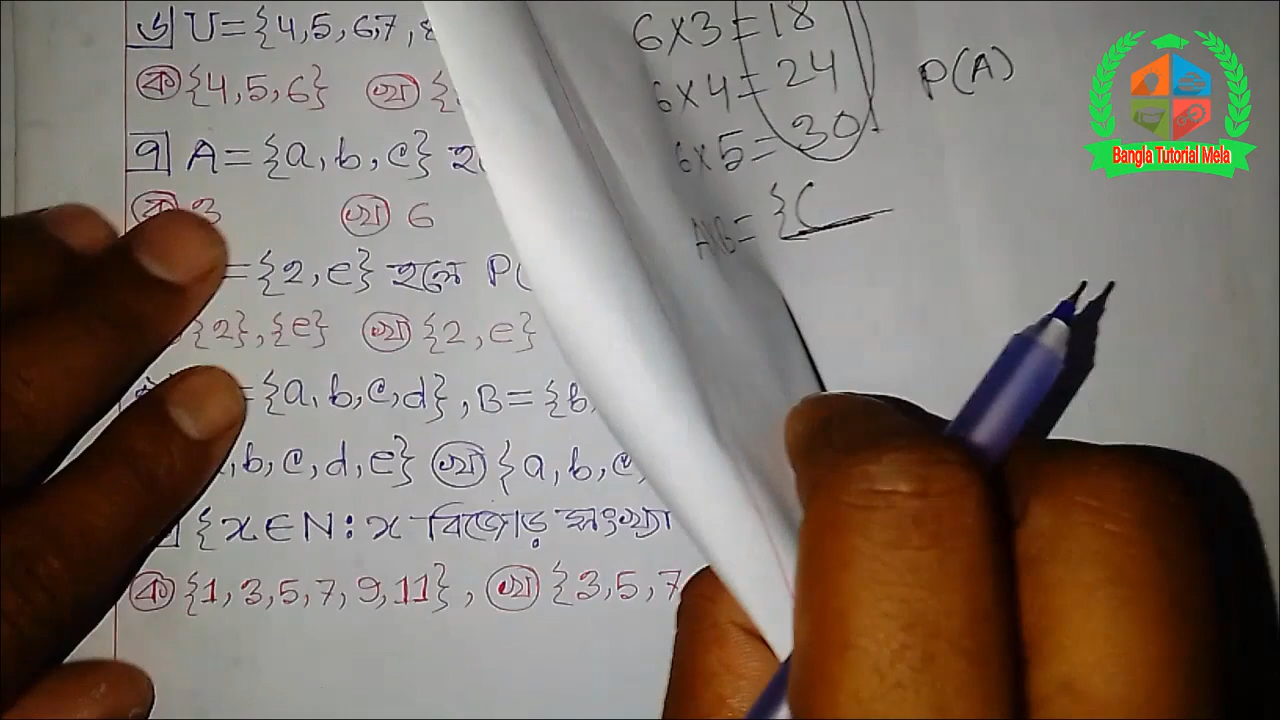 ৬ U={4,5,6,7,8
ক {4,5,6} খ {
৭ A={a,b,c}
ক 3 খ 6
={2,e} হলে P(
{2},{e} খ {2,e}
={a,b,c,d}, B={b,
b,c,d,e} খ {a,b,c,
{x∈N: x বিজোড় সংখ্যা
ক {1,3,5,7,9,11}, খ {3,5,7
6×3=18
6×4=24
6×5=30
={
P(A)
Bangla Tutorial Mela